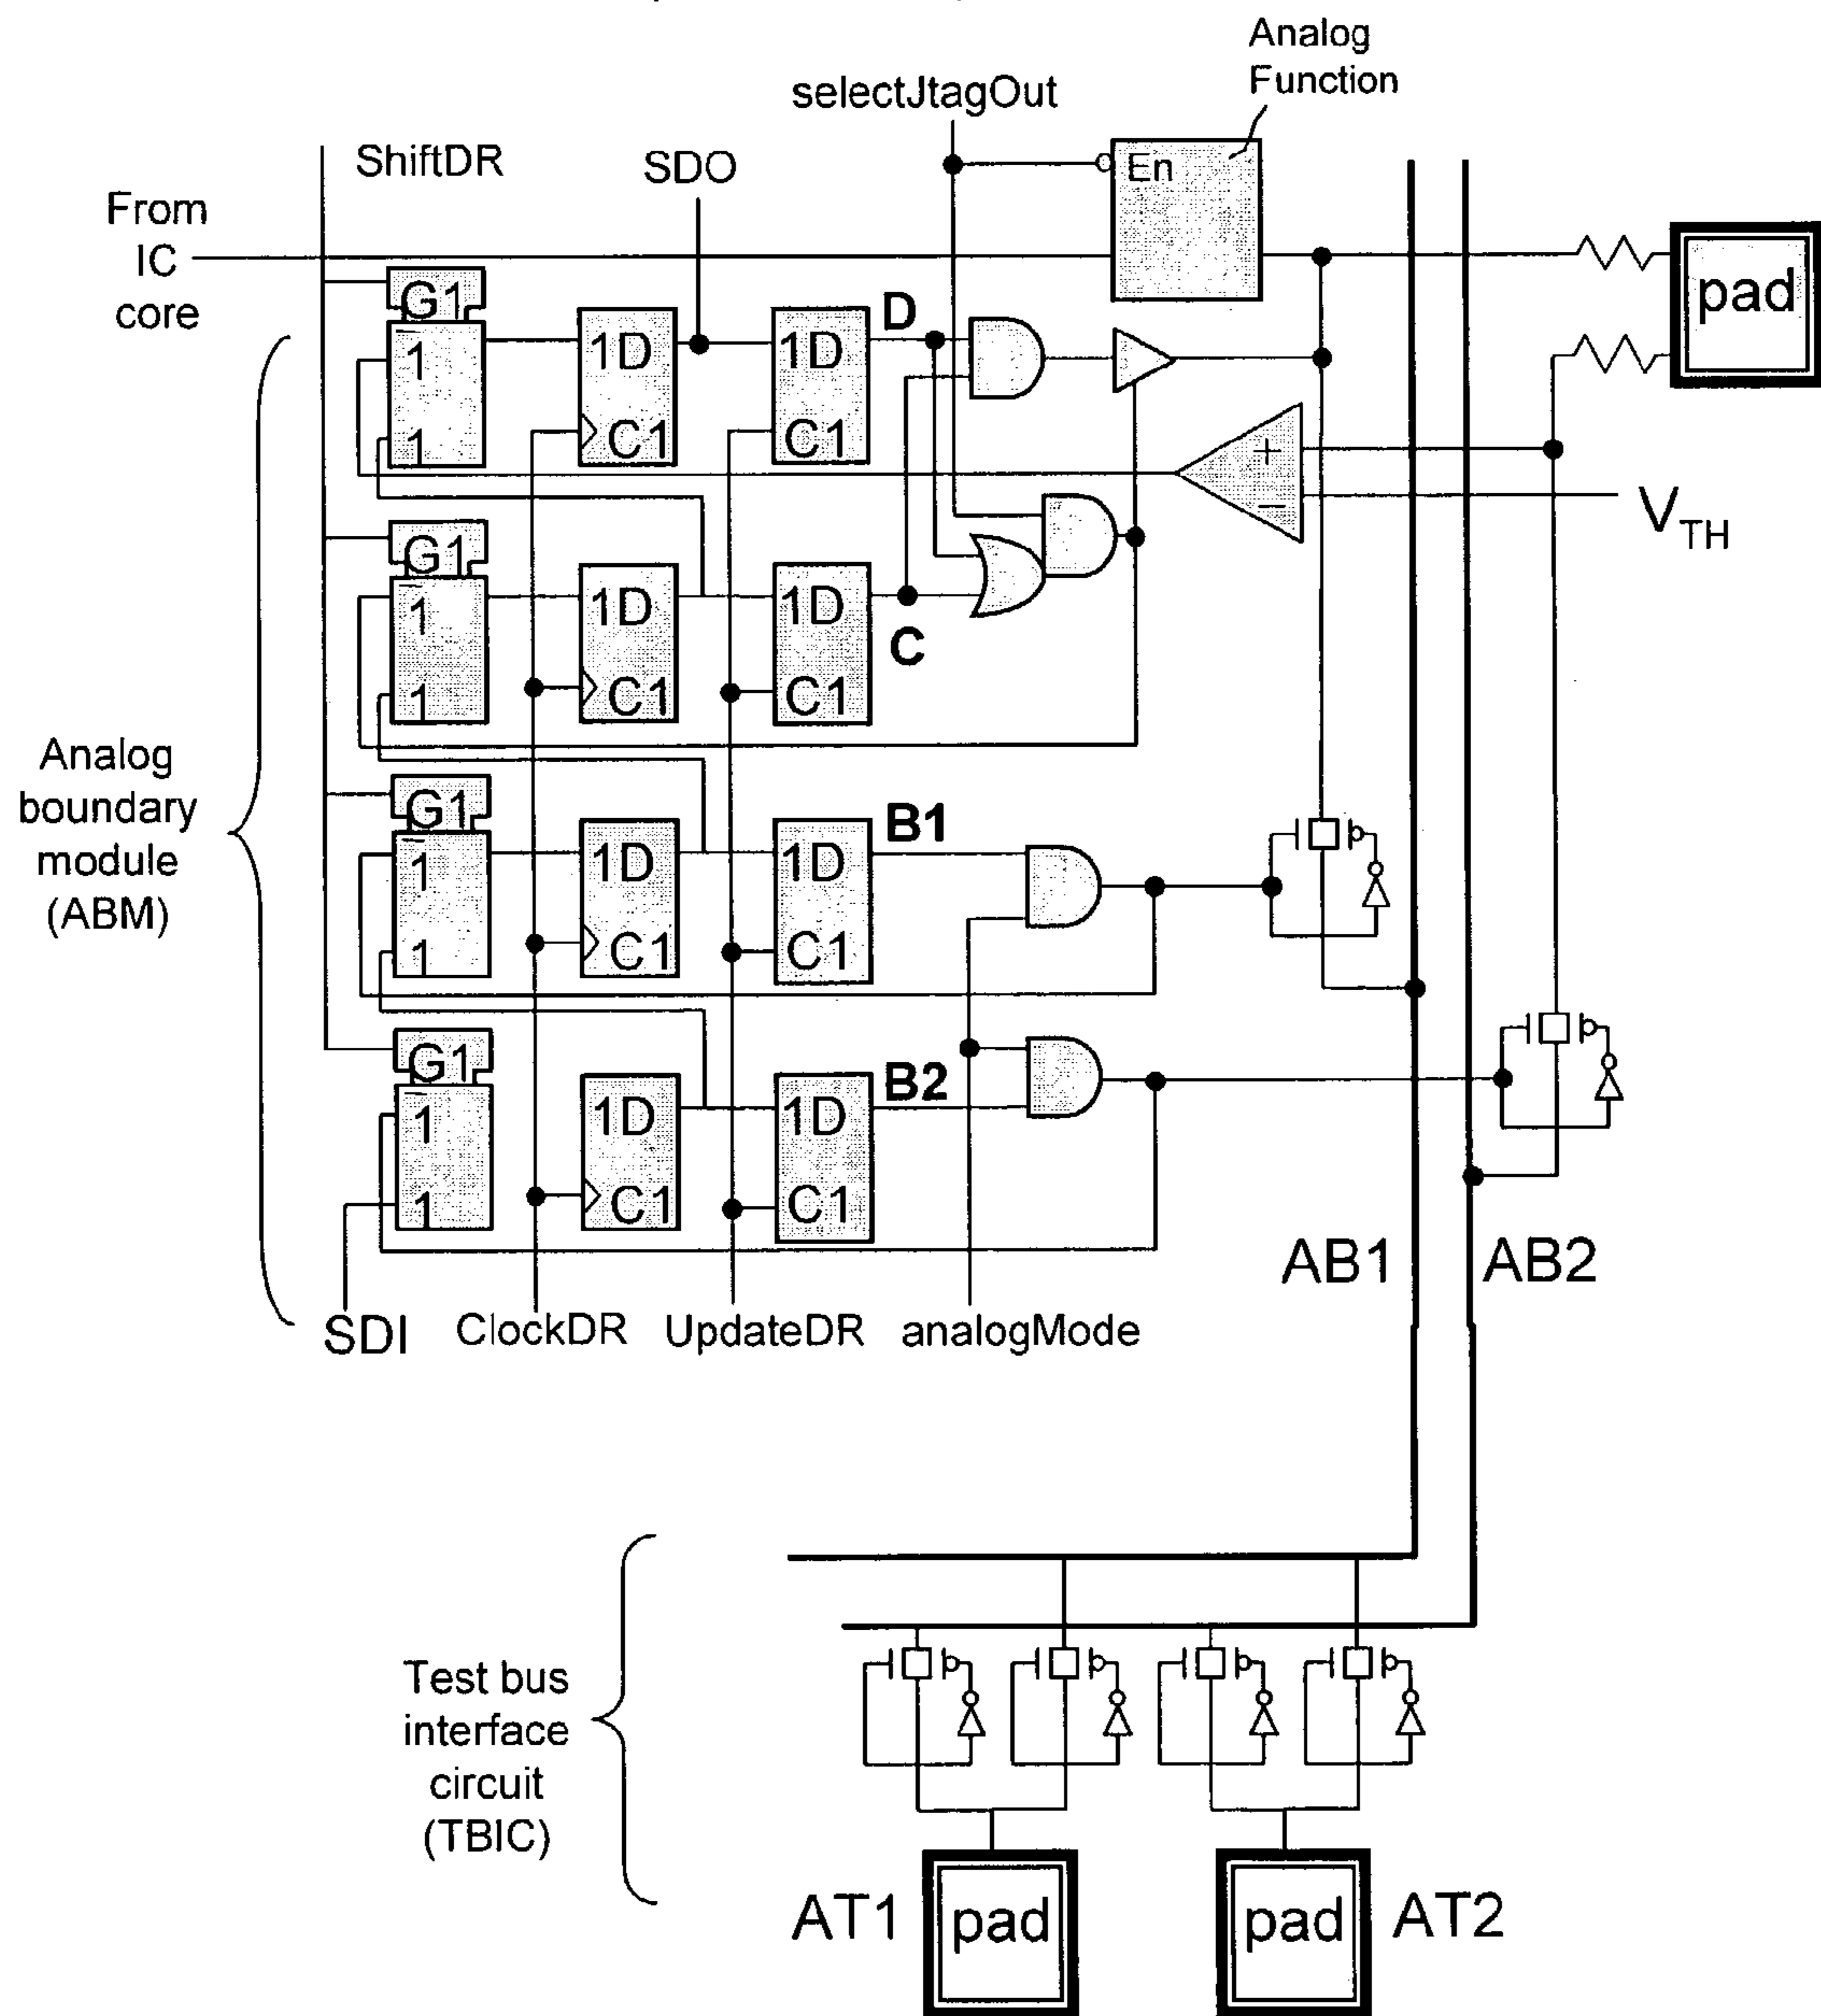 Analog
Function
selectJtagOut
ShiftDR
SDO
En
From
IC
core
pad
G1
1
1
1D
C1
1D
C1
D
+
−
VTH
G1
1
1
1D
C1
1D
C1
C
Analog
boundary
module
(ABM)
G1
1
1
1D
C1
1D
C1
B1
G1
1
1
1D
C1
1D
C1
B2
AB1
AB2
SDI
ClockDR
UpdateDR
analogMode
Test bus
interface
circuit
(TBIC)
AT1
pad
pad
AT2